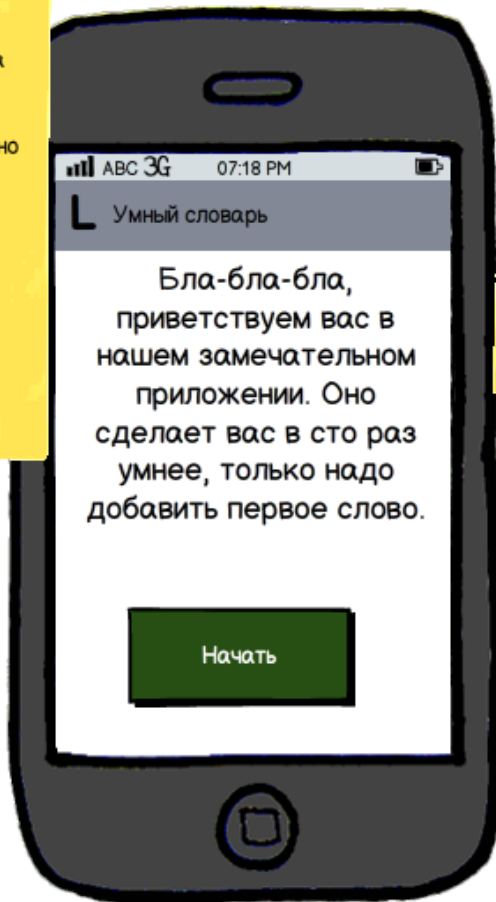 ABC 3G 07:18 PM
L Умный словарь
Бла-бла-бла,
приветствуем вас в
нашем замечательном
приложении. Оно
сделает вас в сто раз
умнее, только надо
добавить первое слово.
Начать